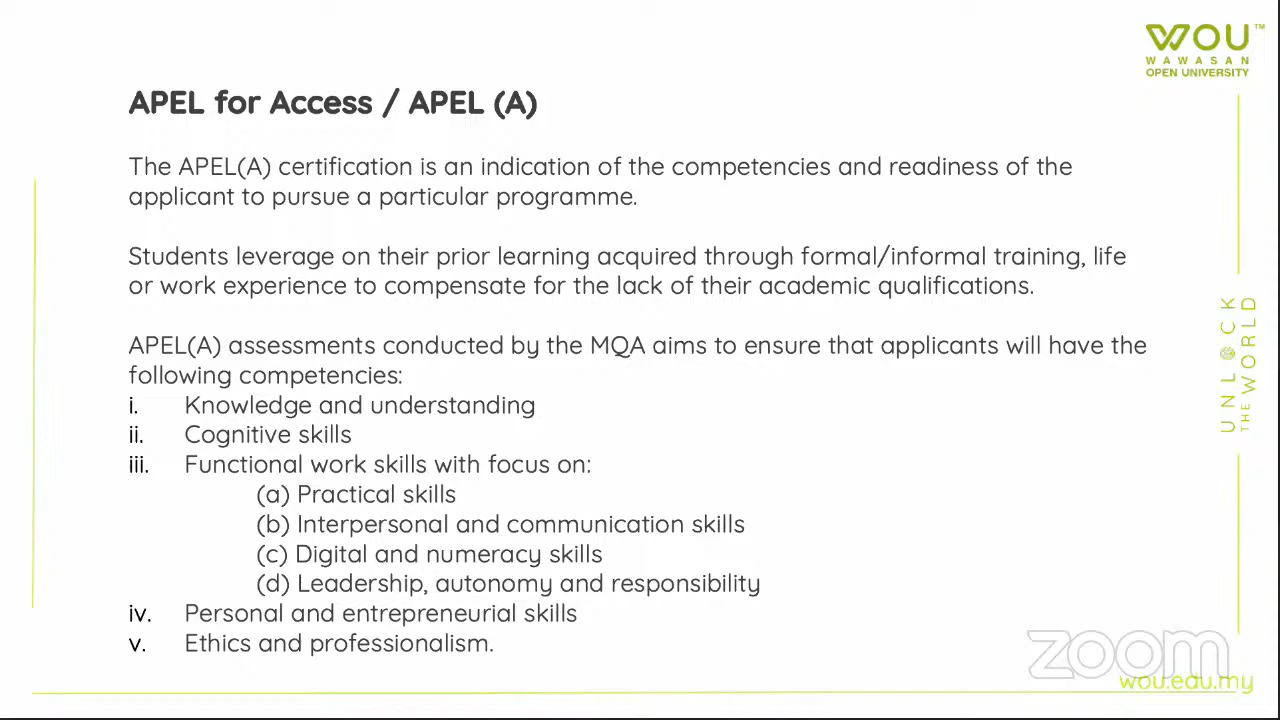 WOU™
WAWASAN
OPEN UNIVERSITY
APEL for Access / APEL (A)
The APEL(A) certification is an indication of the competencies and readiness of the
applicant to pursue a particular programme.
Students leverage on their prior learning acquired through formal/informal training, life
or work experience to compensate for the lack of their academic qualifications.
APEL(A) assessments conducted by the MQA aims to ensure that applicants will have the
following competencies:
i. Knowledge and understanding
ii. Cognitive skills
iii. Functional work skills with focus on:
(a) Practical skills
(b) Interpersonal and communication skills
(c) Digital and numeracy skills
(d) Leadership, autonomy and responsibility
iv. Personal and entrepreneurial skills
v. Ethics and professionalism.
UNLOCK
THE WORLD
zoom
wou.edu.my